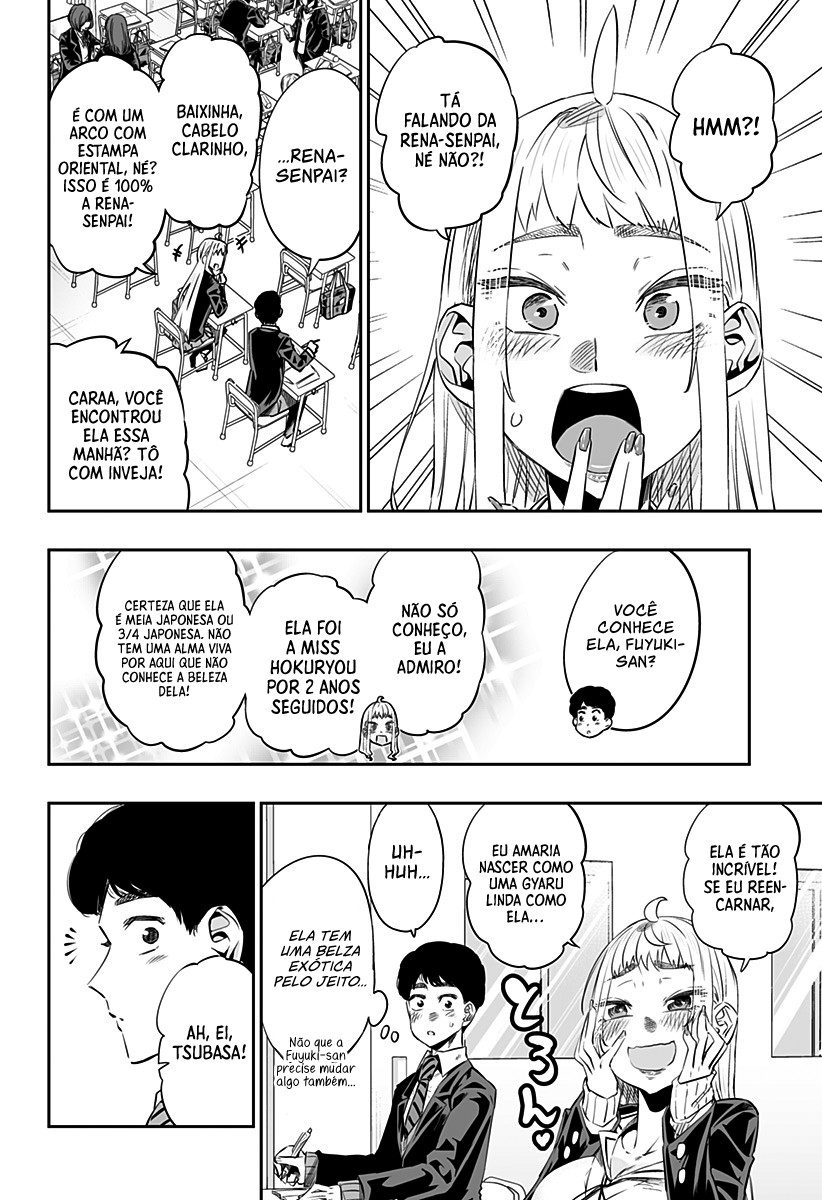 HMM?!
TÁ
FALANDO DA
RENA-SENPAI,
NÉ NÃO?!
...RENA-
SENPAI?
BAIXINHA,
CABELO
CLARINHO,
É COM UM
ARCO COM
ESTAMPA
ORIENTAL, NÉ?
ISSO É 100%
A RENA-
SENPAI!
CARAA, VOCÊ
ENCONTROU
ELA ESSA
MANHÃ? TÔ
COM INVEJA!
VOCÊ
CONHECE
ELA, FUYUKI-
SAN?
NÃO SÓ
CONHEÇO,
EU A
ADMIRO!
ELA FOI
A MISS
HOKURYOU
POR 2 ANOS
SEGUIDOS!
CERTEZA QUE ELA
É MEIA JAPONESA OU
3/4 JAPONESA. NÃO
TEM UMA ALMA VIVA
POR AQUI QUE NÃO
CONHECE A BELEZA
DELA!
ELA É TÃO
INCRÍVEL!
SE EU REEN-
CARNAR,
EU AMARIA
NASCER COMO
UMA GYARU
LINDA COMO
ELA...
とろん♥
UH-
HUH...
ELA TEM
UMA BELZA
EXÓTICA
PELO JEITO...
Não que a
Fuyuki-san
precise mudar
algo também...
AH, EI,
TSUBASA!